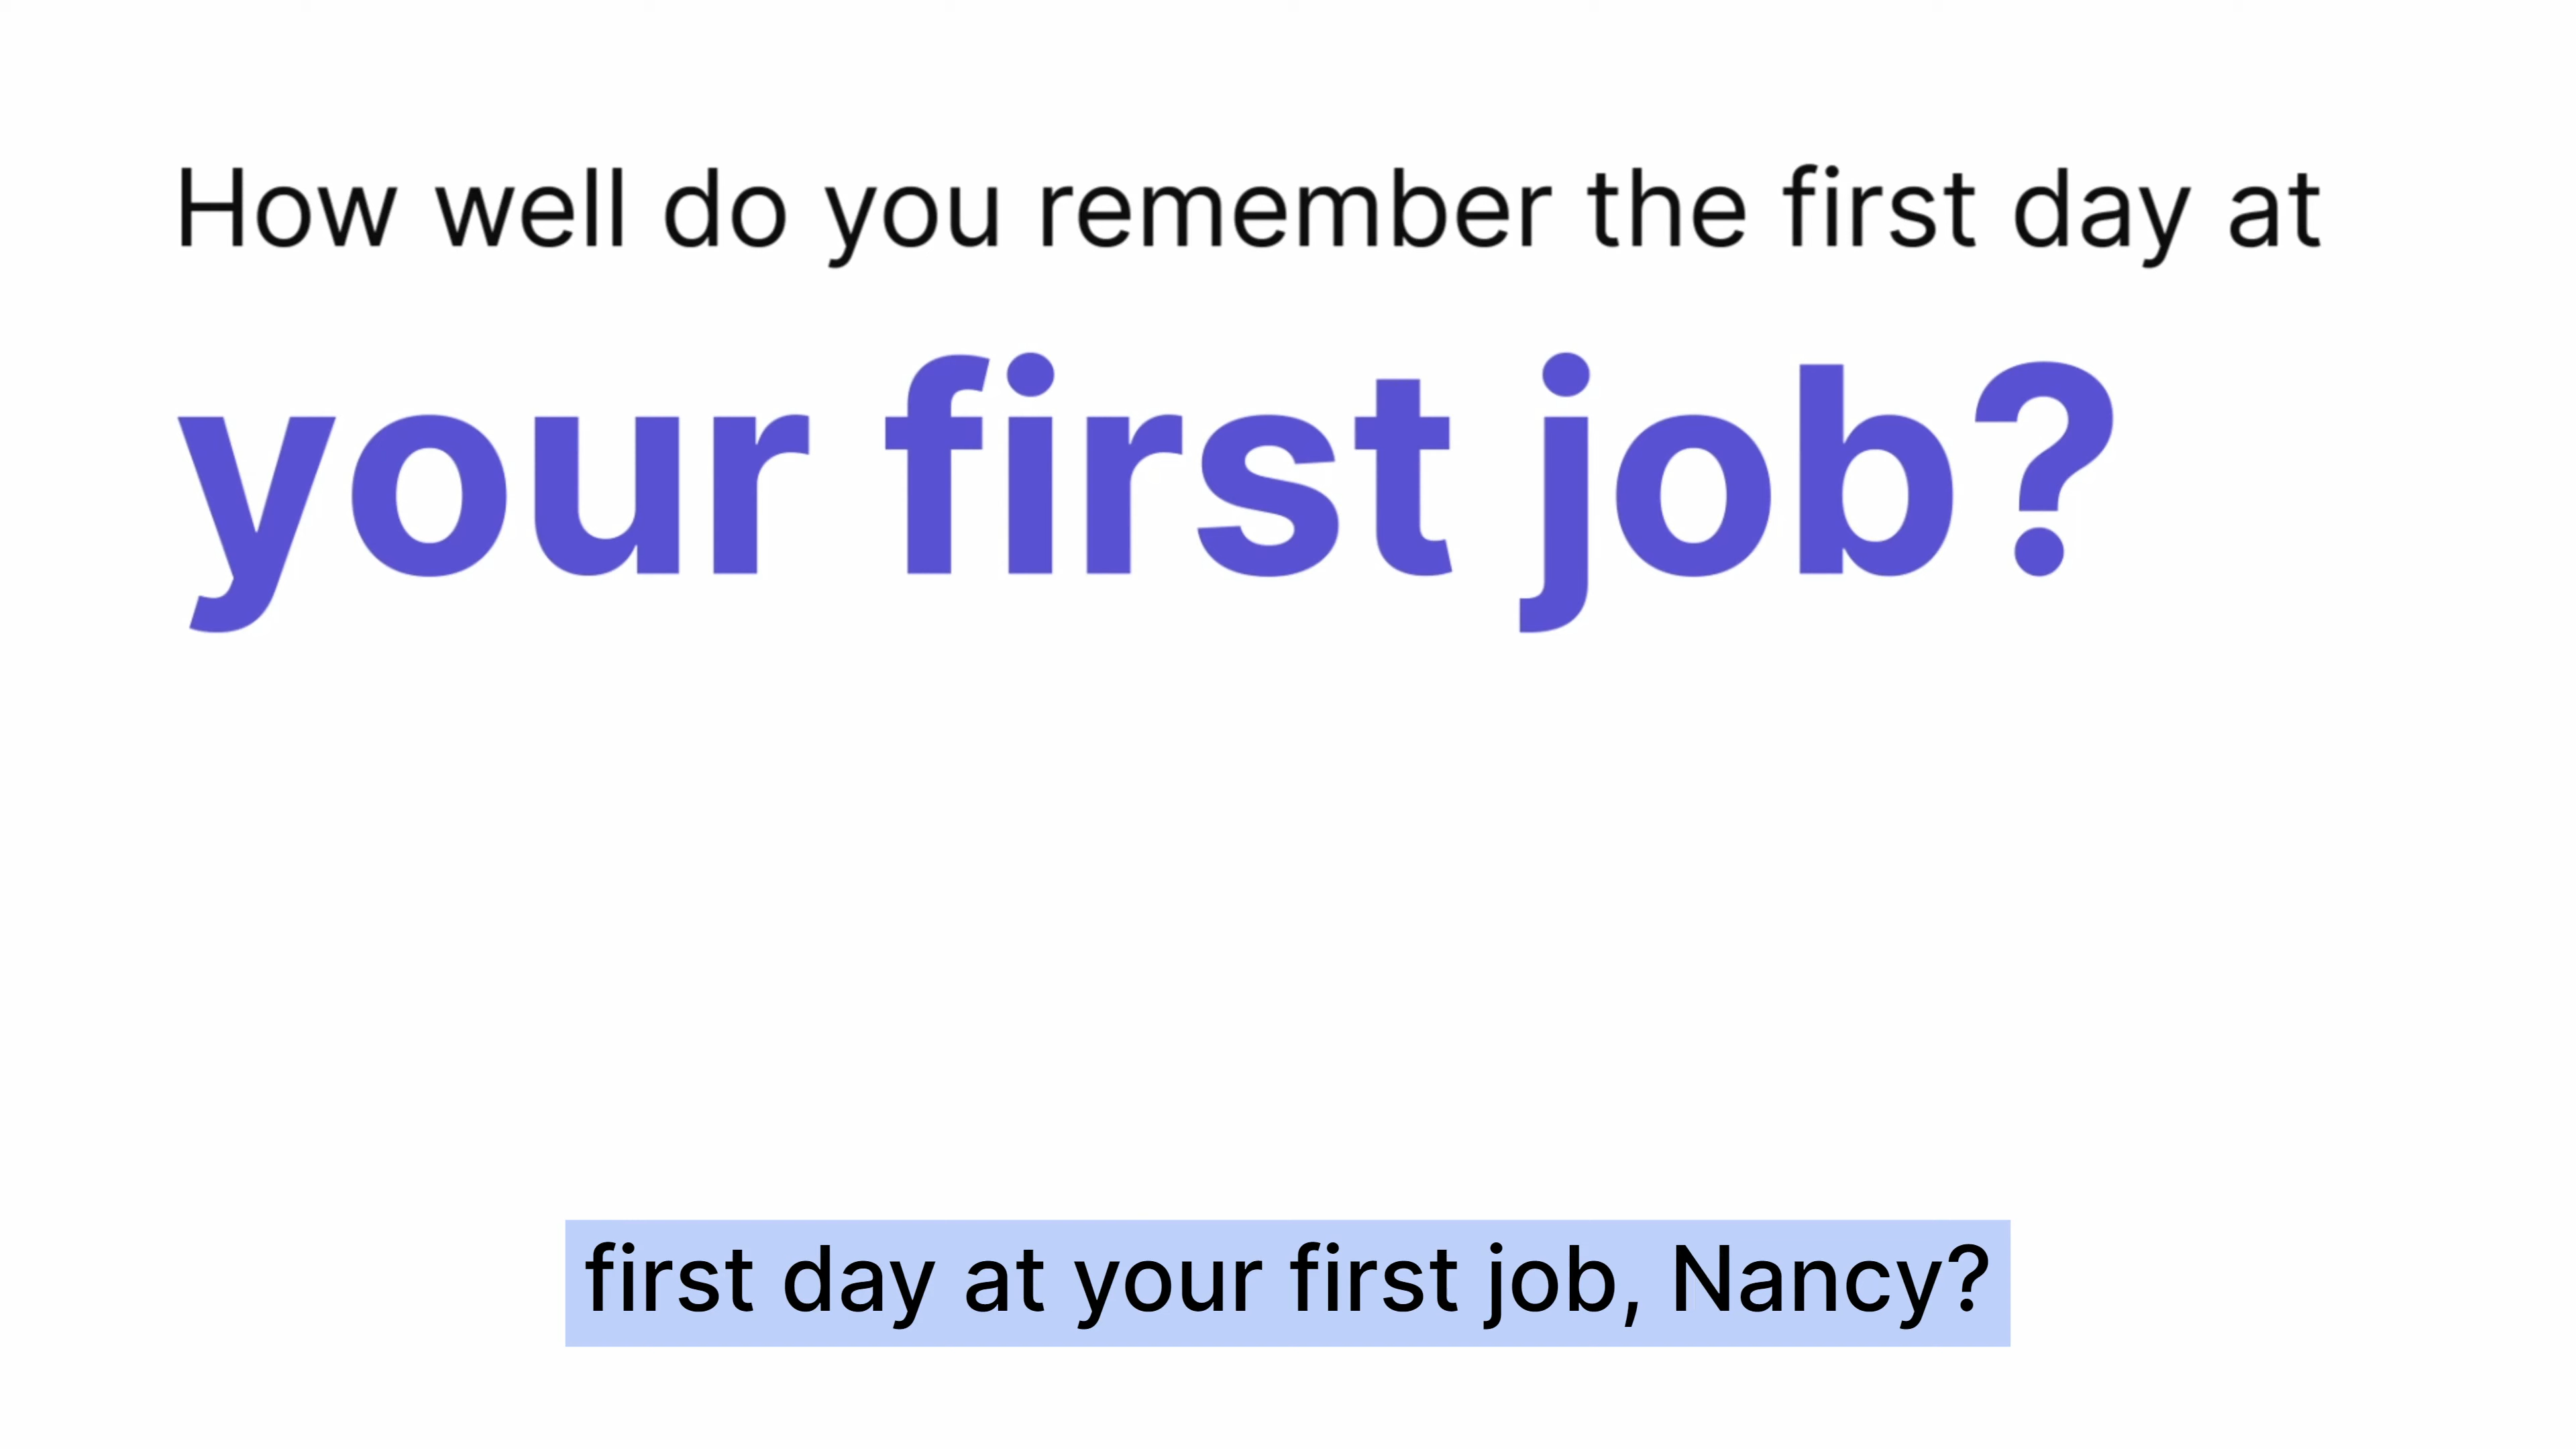 How well do you remember the first day at
your first job?
first day at your first job, Nancy?